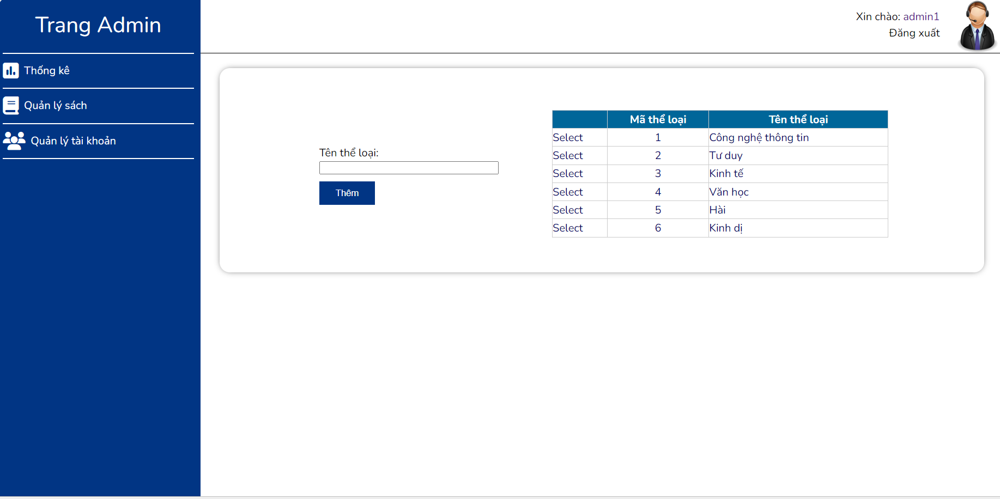 Trang Admin
Xin chào: admin1
Đăng xuất
Thống kê
Quản lý sách
Quản lý tài khoản
Tên thể loại:
Thêm
Mã thể loại Tên thể loại
Select 1 Công nghệ thông tin
Select 2 Tư duy
Select 3 Kinh tế
Select 4 Văn học
Select 5 Hài
Select 6 Kinh dị